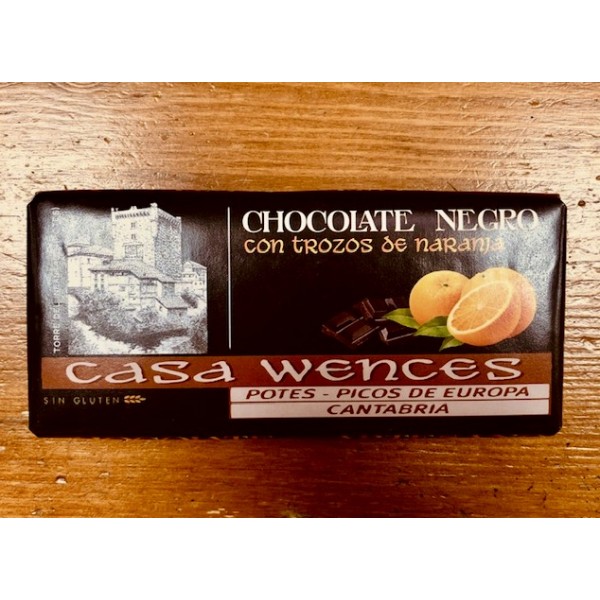 CHOCOLATE NEGRO
con trozos de naranja
CASA WENCES
SIN GLUTEN
POTES - PICOS DE EUROPA
CANTABRIA